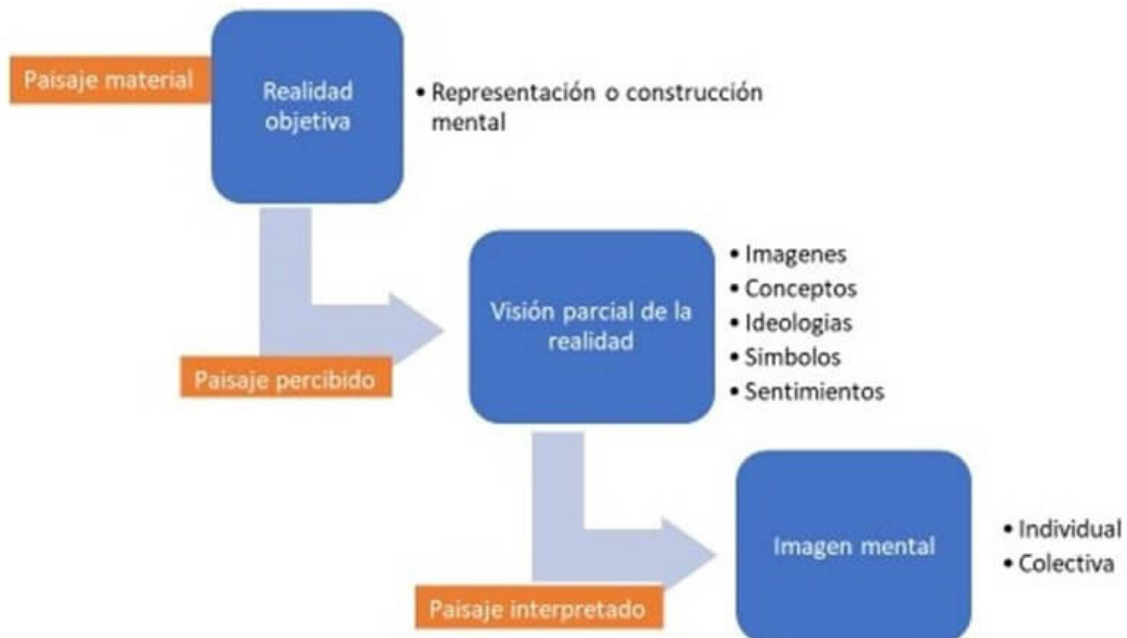 Paisaje material
Realidad
objetiva
• Representación o construcción
mental
Paisaje percibido
Visión parcial de la
realidad
• Imagenes
• Conceptos
• Ideologias
• Simbolos
• Sentimientos
Paisaje interpretado
Imagen mental
• Individual
• Colectiva